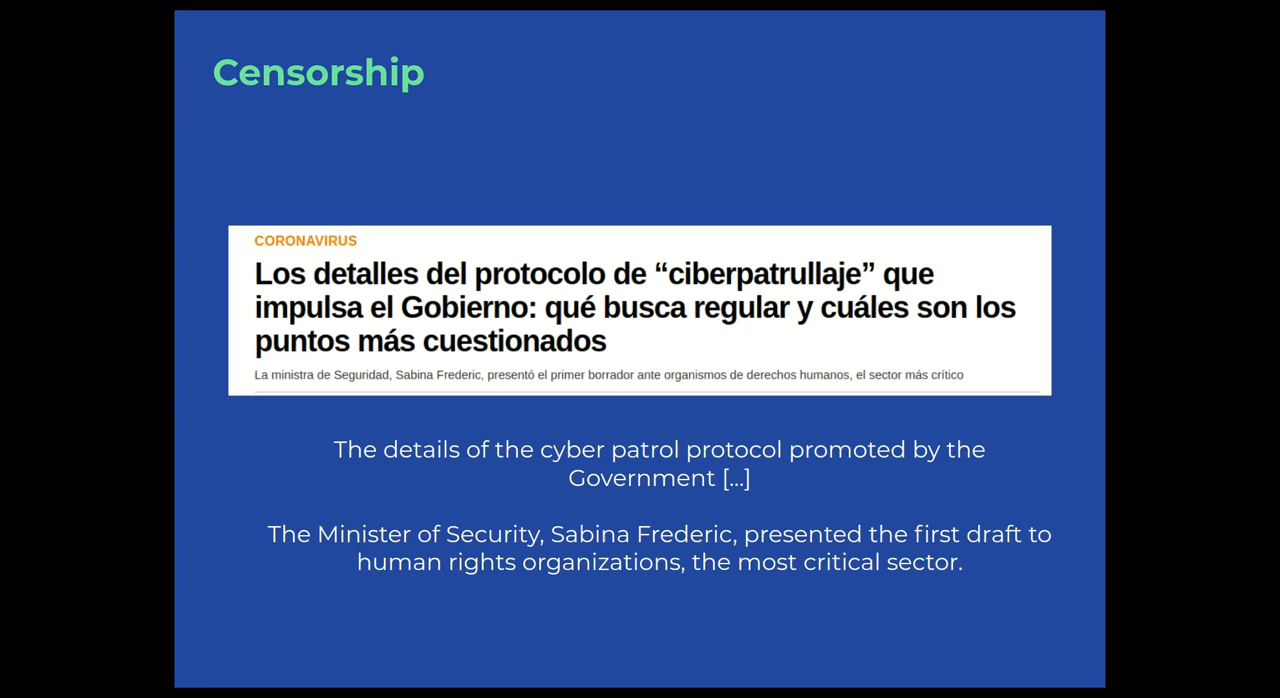 Censorship
CORONAVIRUS
Los detalles del protocolo de “ciberpatrullaje” que
impulsa el Gobierno: qué busca regular y cuáles son los
puntos más cuestionados
La ministra de Seguridad, Sabina Frederic, presentó el primer borrador ante organismos de derechos humanos, el sector más crítico
The details of the cyber patrol protocol promoted by the
Government [...]
The Minister of Security, Sabina Frederic, presented the first draft to
human rights organizations, the most critical sector.